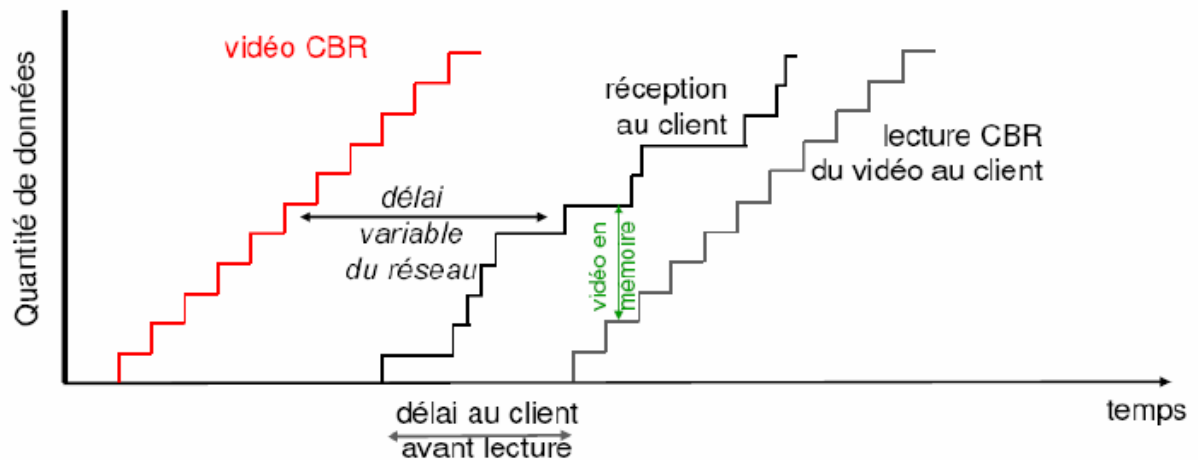 Quantité de données
vidéo CBR
réception
au client
lecture CBR
du vidéo au client
délai
variable
du réseau
vidéo en
mémoire
délai au client
avant lecture
temps